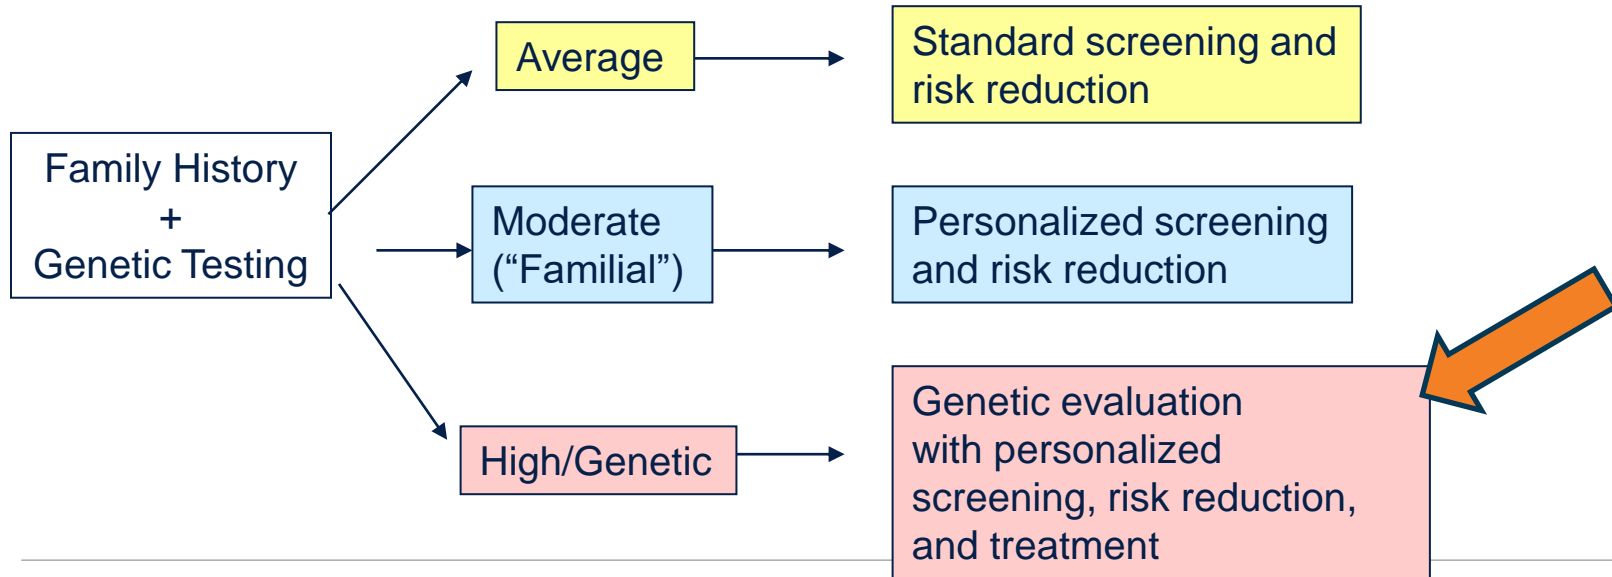 Family History
+
Genetic Testing
Average
Standard screening and
risk reduction
Moderate
(“Familial”)
Personalized screening
and risk reduction
High/Genetic
Genetic evaluation
with personalized
screening, risk reduction,
and treatment